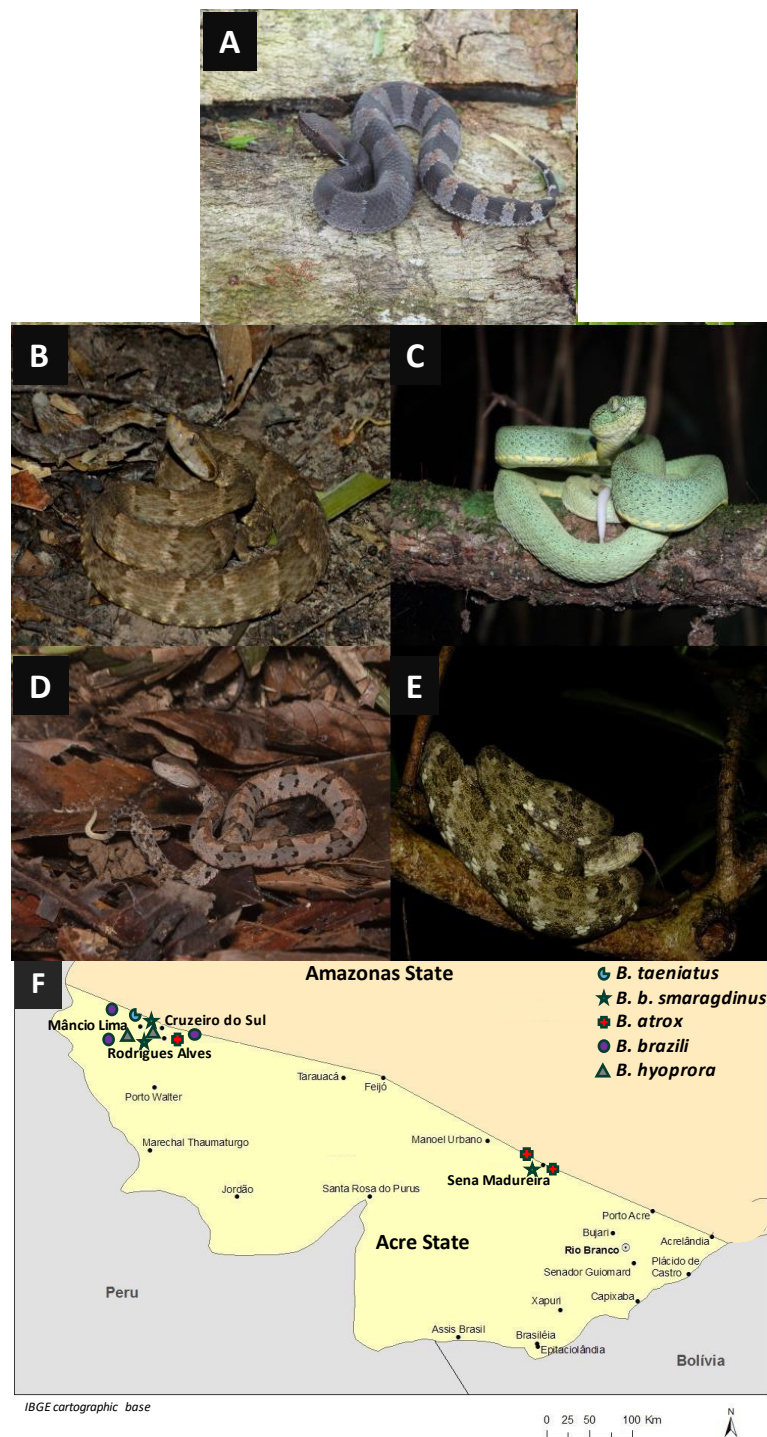 A
B
C
D
E
F
Amazonas State
B. taeniatus
B. b. smaragdinus
B. atrox
B. brazili
B. hyoprora
Mâncio Lima
Cruzeiro do Sul
Rodrigues Alves
Porto Walter
Tarauacá
Feijó
Marechal Thaumaturgo
Manoel Urbano
Sena Madureira
Jordão
Santa Rosa do Purus
Porto Acre
Bujari
Acrelândia
Acre State
Rio Branco
Plácido de
Castro
Senador Guiomard
Peru
Xapuri
Capixaba
Assis Brasil
Brasiléia
Epitaciolândia
Bolívia
IBGE cartographic base
0 25 50 100 Km
N